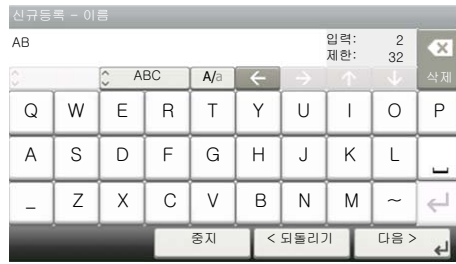 신규등록 - 이름
AB 입력: 2
제한: 32
삭제
ABC A/a ← → ↑ ↓
Q W E R T Y U I O P
A S D F G H J K L
_ Z X C V B N M ~
중지 < 되돌리기 다음 >